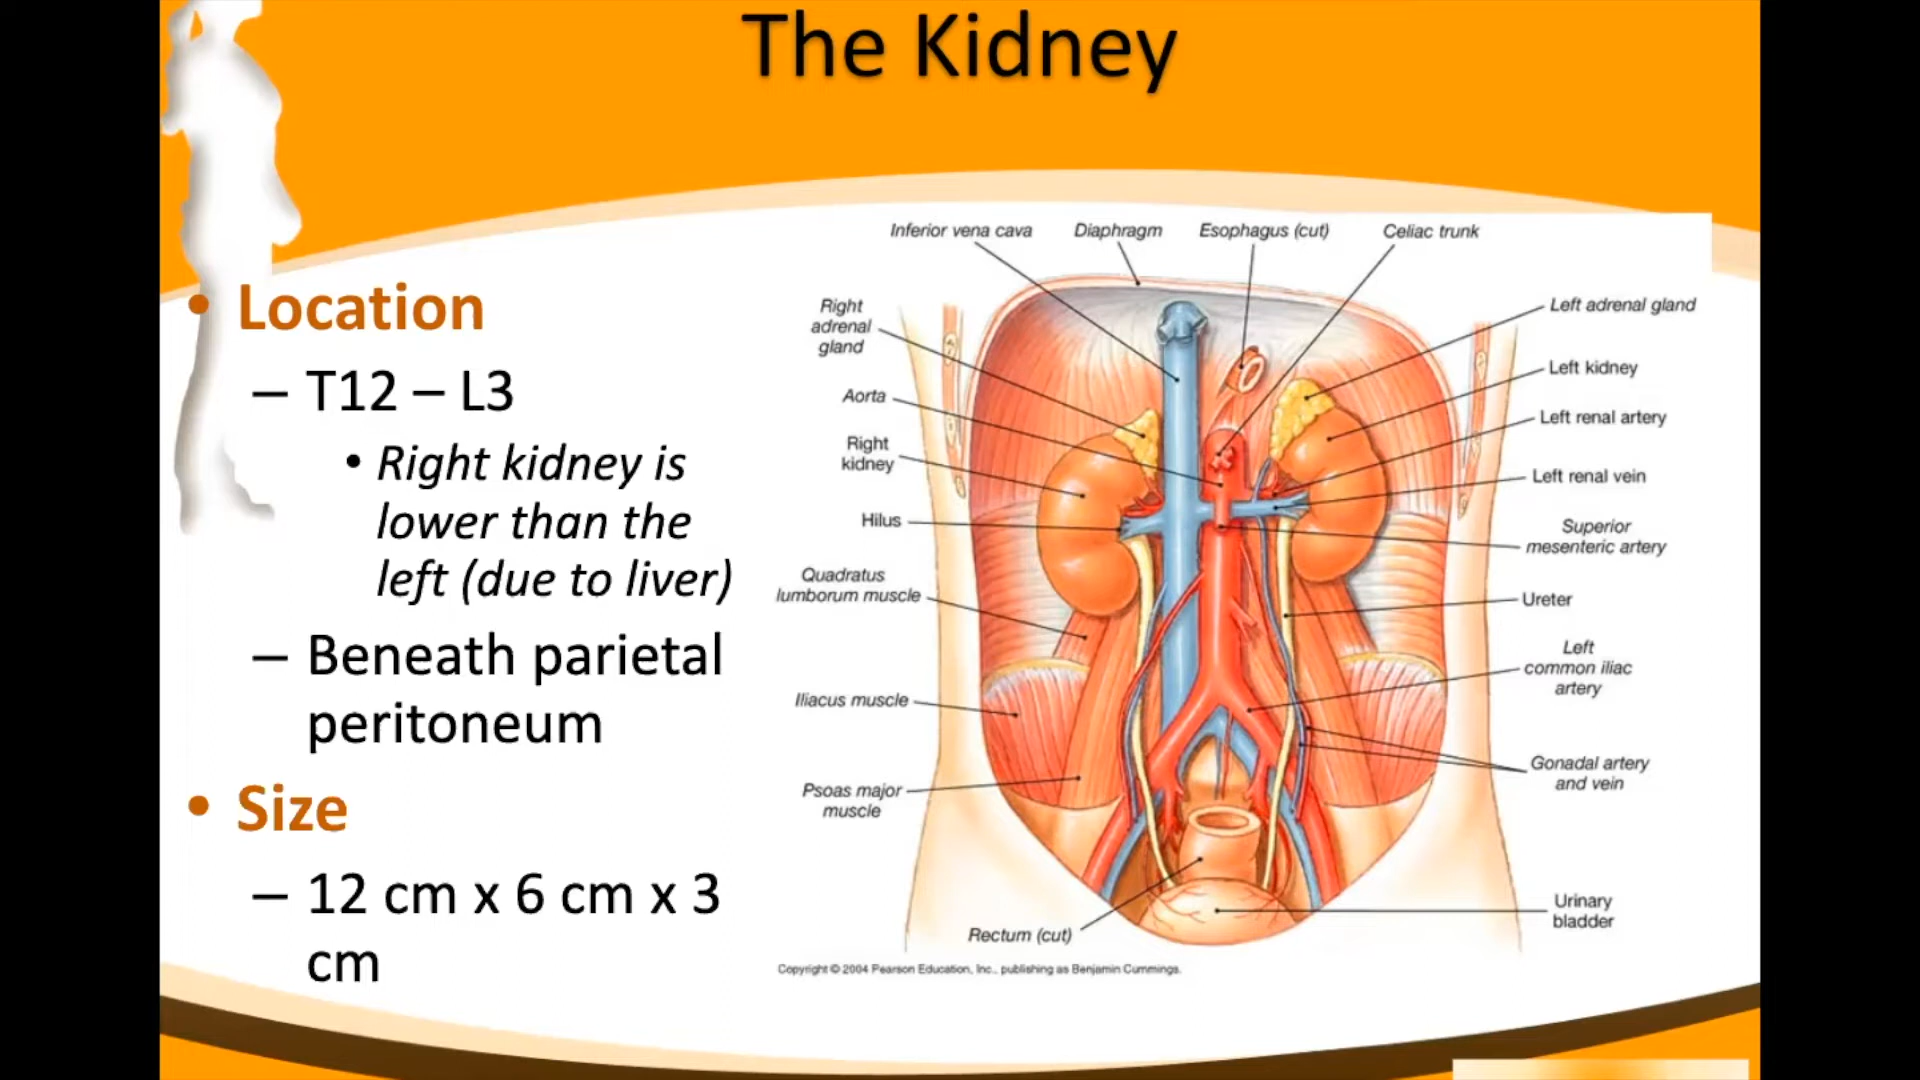 The Kidney
• Location
– T12 – L3
• Right kidney is
lower than the
left (due to liver)
– Beneath parietal
peritoneum
• Size
– 12 cm x 6 cm x 3
cm
Inferior vena cava
Diaphragm
Esophagus (cut)
Celiac trunk
Right
adrenal
gland
Aorta
Right
kidney
Hilus
Quadratus
lumborum muscle
Iliacus muscle
Psoas major
muscle
Rectum (cut)
Left adrenal gland
Left kidney
Left renal artery
Left renal vein
Superior
mesenteric artery
Ureter
Left
common iliac
artery
Gonadal artery
and vein
Urinary
bladder
Copyright © 2004 Pearson Education, Inc., publishing as Benjamin Cummings.